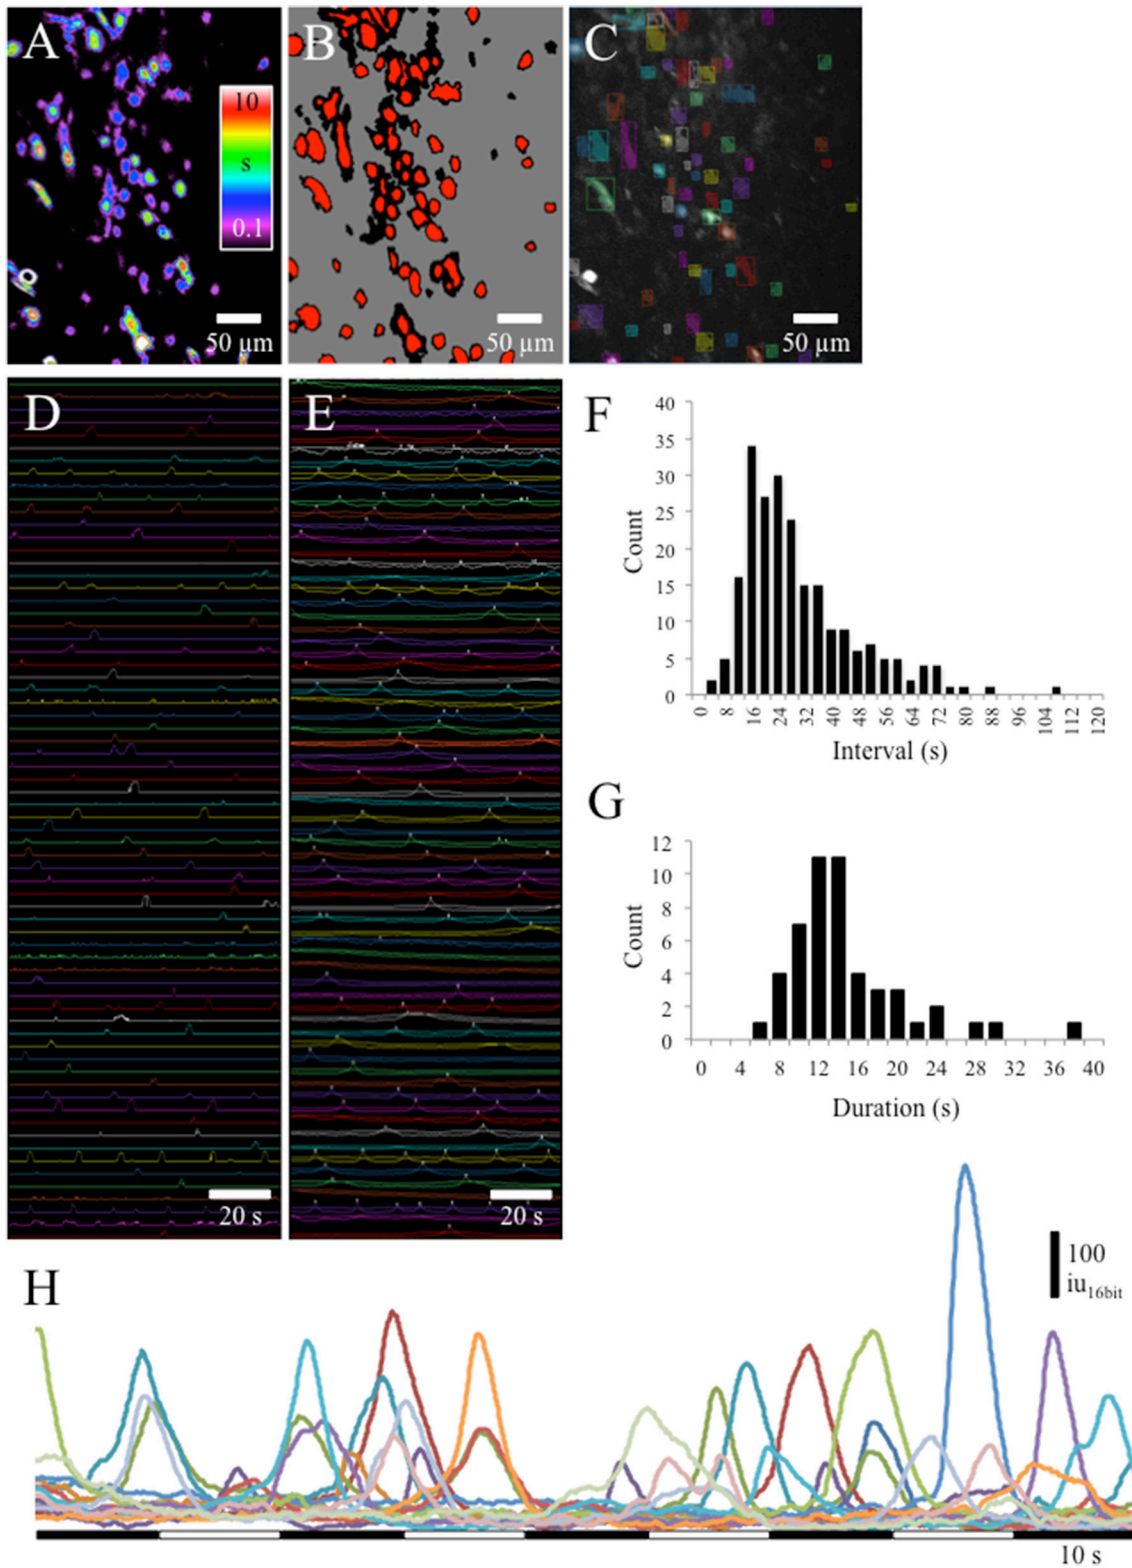 A
10
s
0.1
50 µm
B
50 µm
C
50 µm
D
20 s
E
20 s
F
40
35
30
25
20
15
10
5
0
Count
0 8 16 24 32 40 48 56 64 72 80 88 96 104 112 120
Interval (s)
G
12
10
8
6
4
2
0
Count
0 4 8 12 16 20 24 28 32 36 40
Duration (s)
H
100
iu16bit
10 s